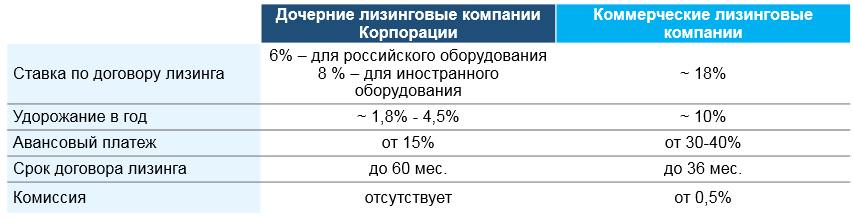 Дочерние лизинговые компании Корпорации
Коммерческие лизинговые компании
Ставка по договору лизинга
6% – для российского оборудования
8 % – для иностранного оборудования
~ 18%
Удорожание в год
~ 1,8% - 4,5%
~ 10%
Авансовый платеж
от 15%
от 30-40%
Срок договора лизинга
до 60 мес.
до 36 мес.
Комиссия
отсутствует
от 0,5%